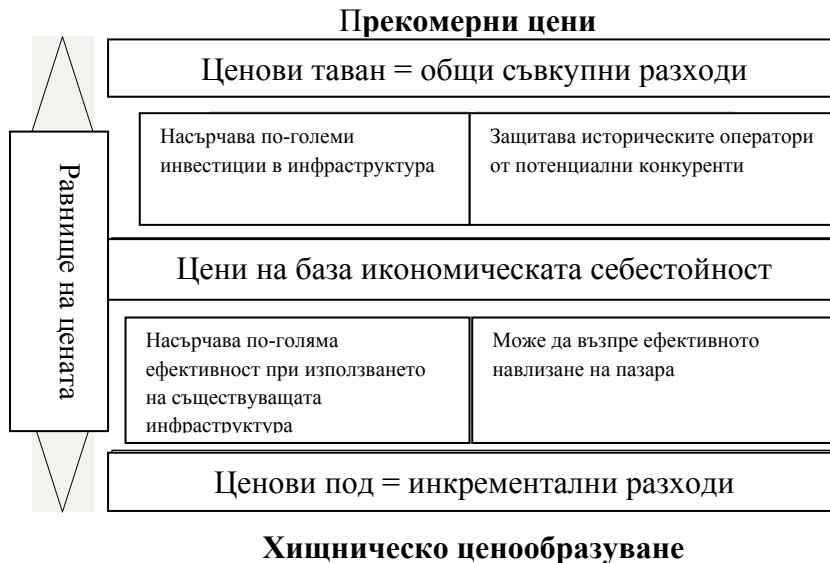 Прекомерни цени
Ценови таван = общи съвкупни разходи
Насърчава по-големи
инвестиции в инфраструктура
Защитава историческите оператори
от потенциални конкуренти
Равнище на цената
Цени на база икономическата себестойност
Насърчава по-голяма
ефективност при използването
на съществуващата
инфраструктура
Може да възпре ефективното
навлизане на пазара
Ценови под = инкрементални разходи
Хищническо ценообразуване